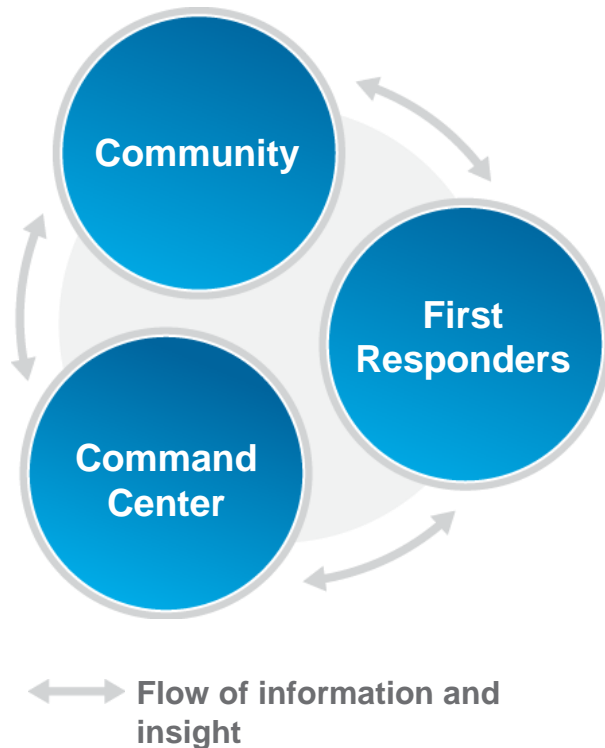 Community
First
Responders
Command
Center
Flow of information and
insight